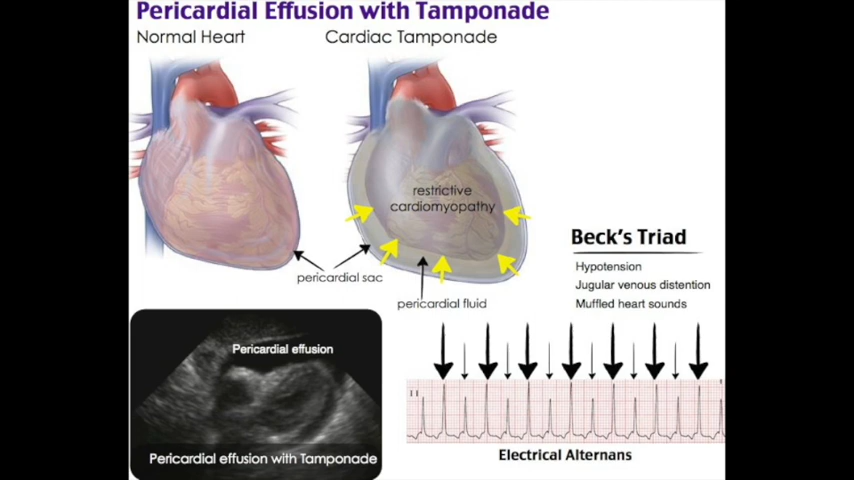 Pericardial Effusion with Tamponade
Normal Heart
Cardiac Tamponade
restrictive
cardiomyopathy
pericardial sac
pericardial fluid
Beck's Triad
Hypotension
Jugular venous distention
Muffled heart sounds
Pericardial effusion
Pericardial effusion with Tamponade
II
Electrical Alternans